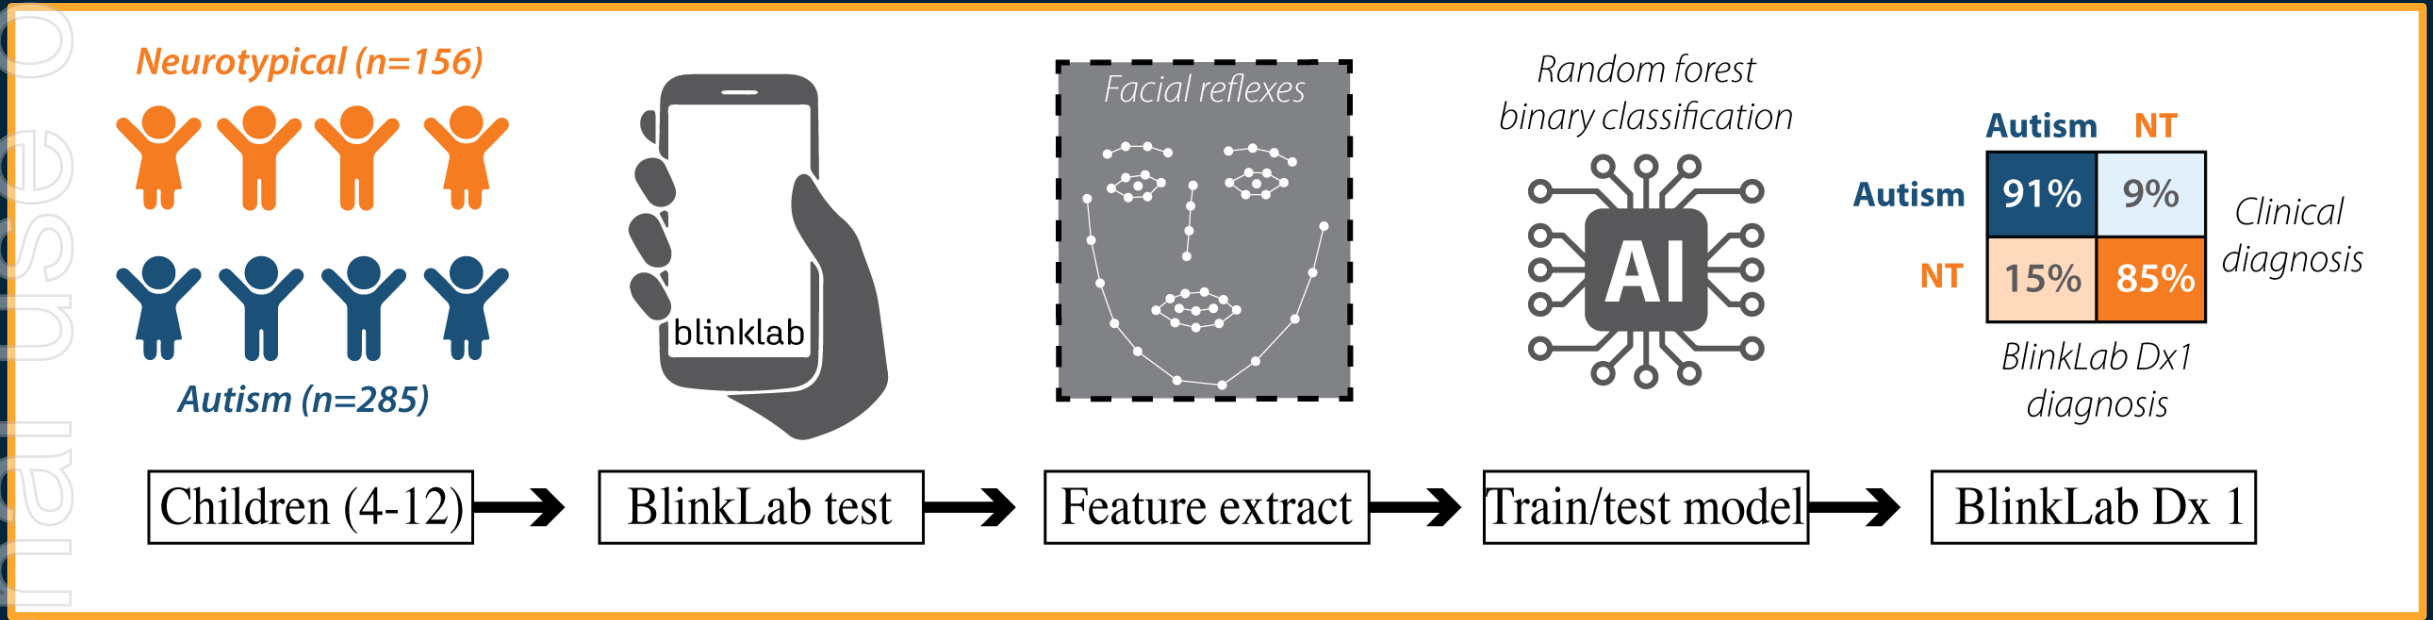 nal use o
Neurotypical (n=156)
Autism (n=285)
blinklab
Facial reflexes
Random forest
binary classification
AI
Autism NT
Autism 91% 9%
NT 15% 85%
Clinical
diagnosis
BlinkLab Dx1
diagnosis
Children (4-12)
BlinkLab test
Feature extract
Train/test model
BlinkLab Dx 1